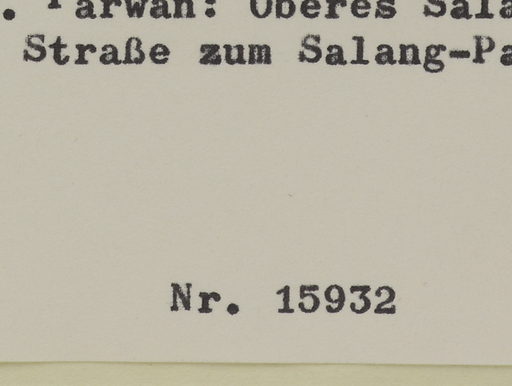 . Parwan: Oberes Sala
Straße zum Salang-Pa
Nr. 15932